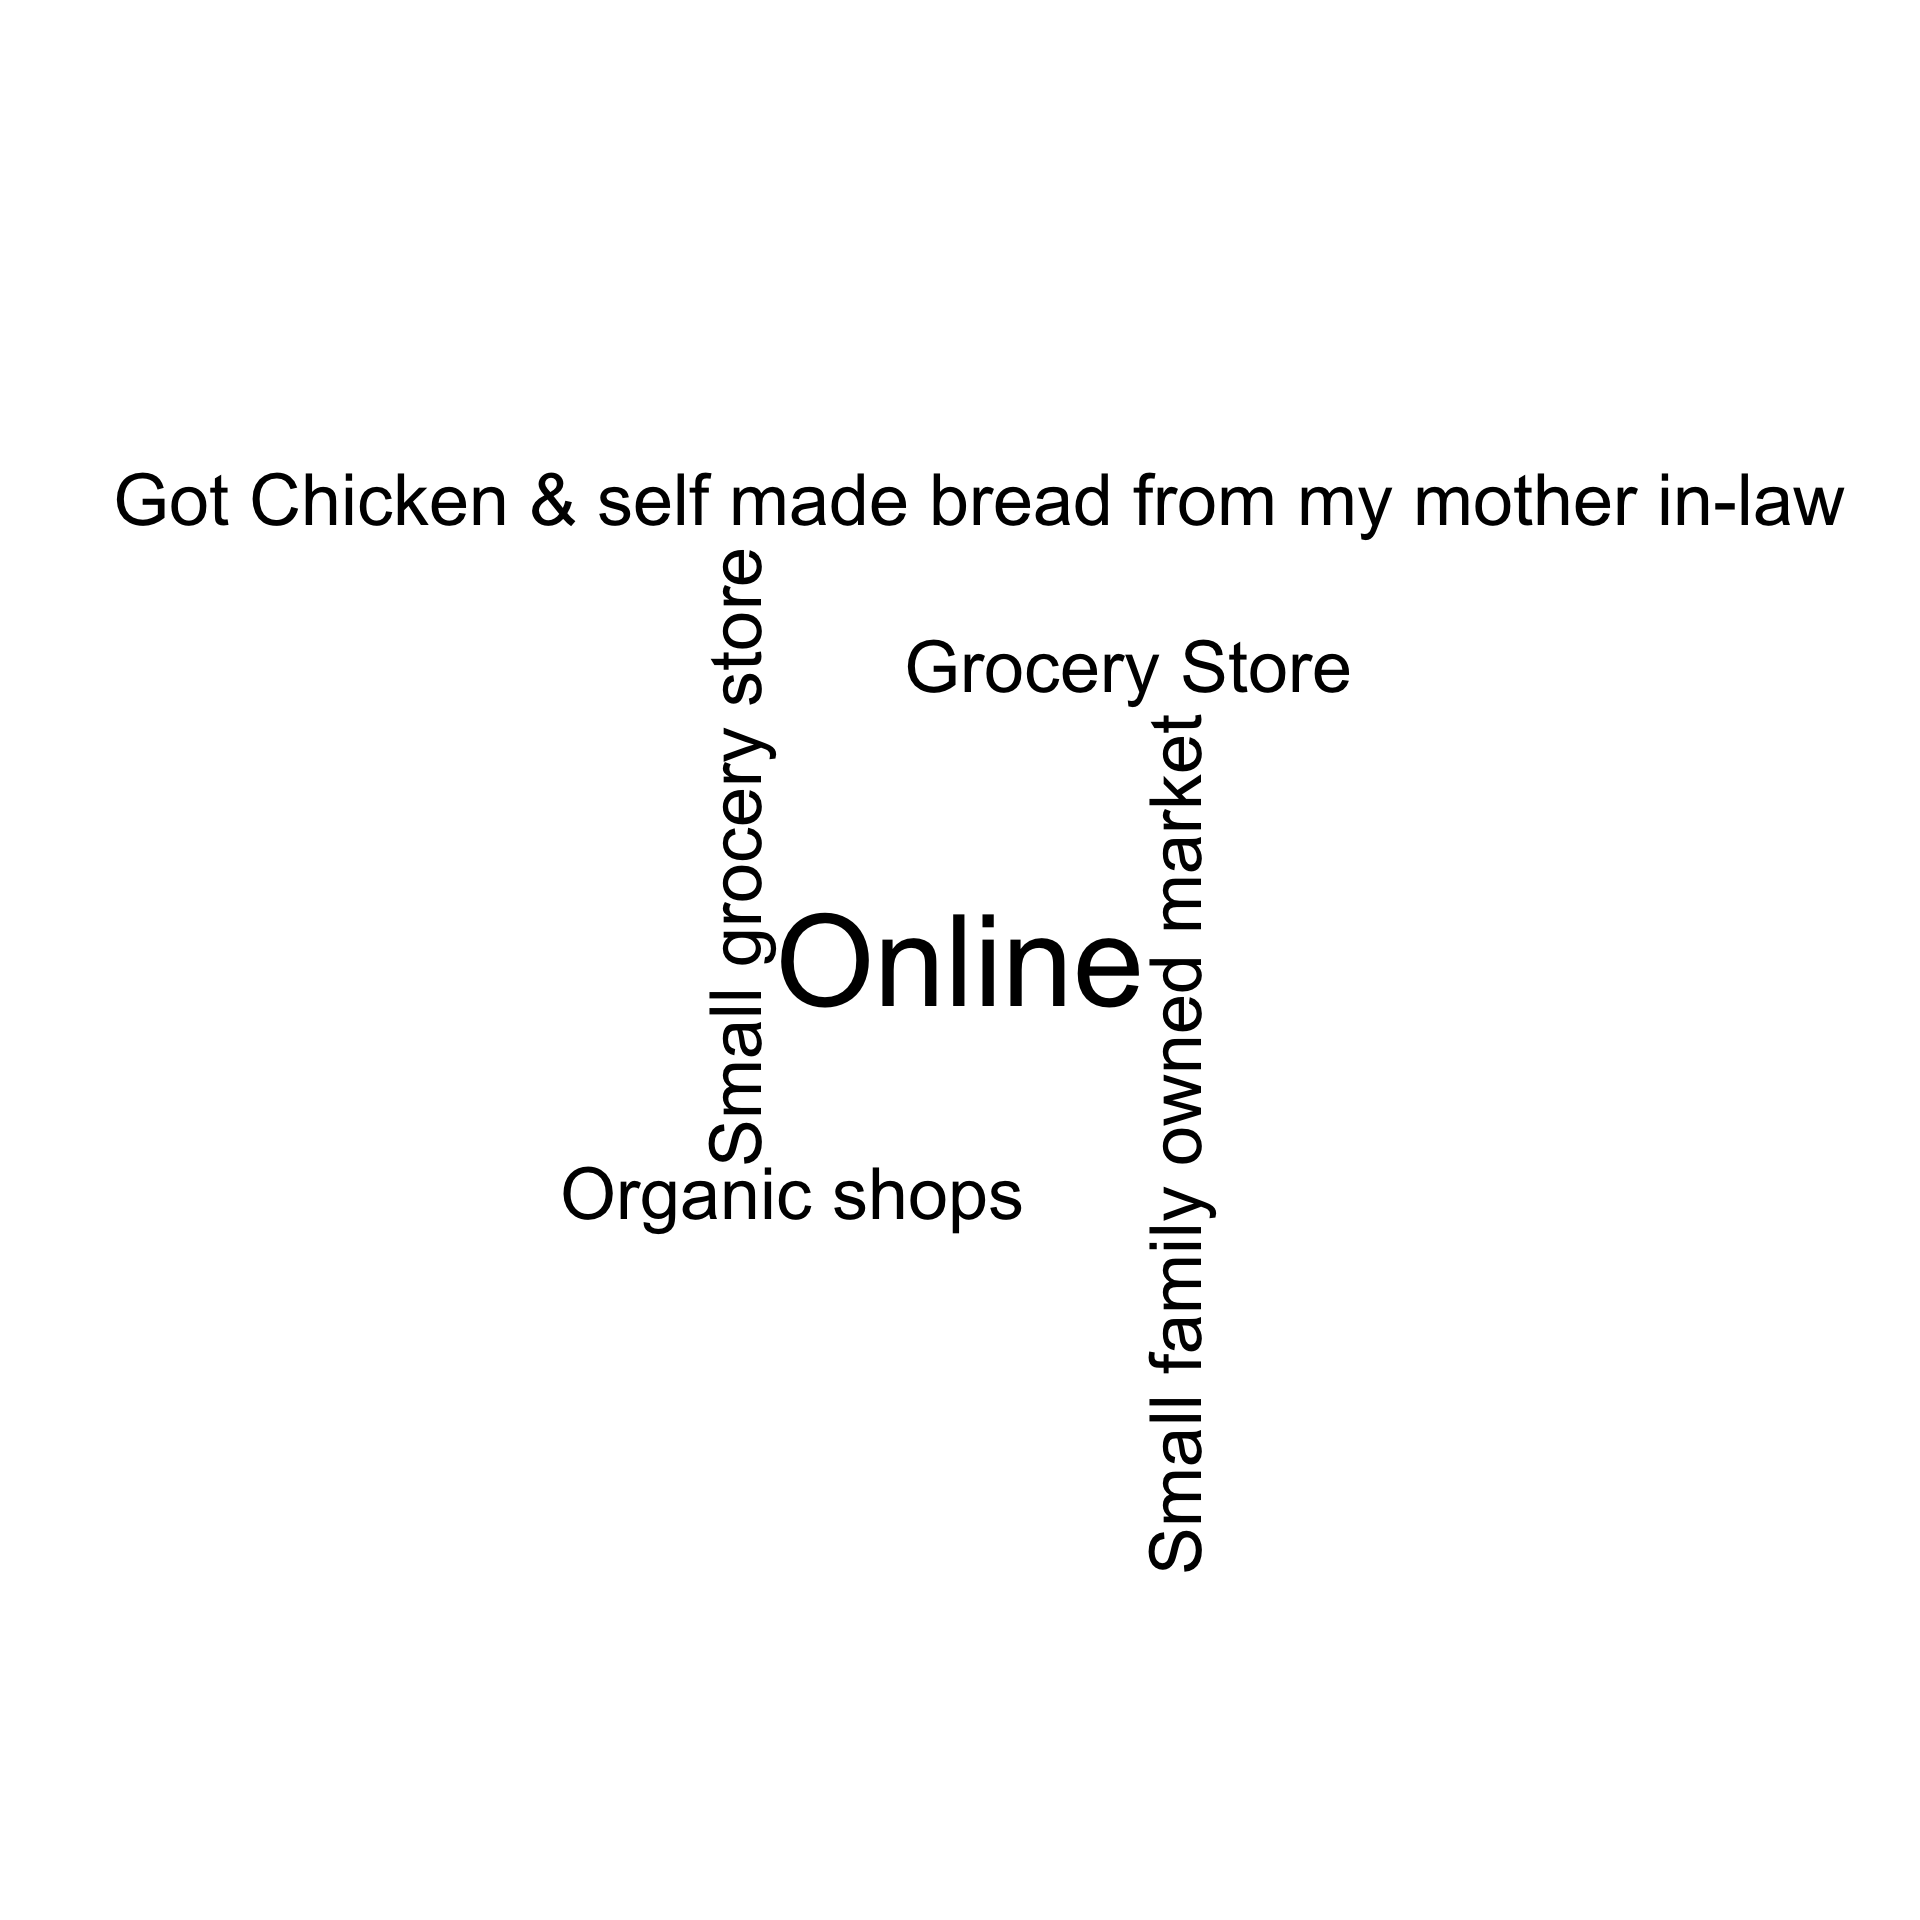 Got Chicken & self made bread from my mother in-law
Small grocery store
Grocery Store
Online
Small family owned market
Organic shops